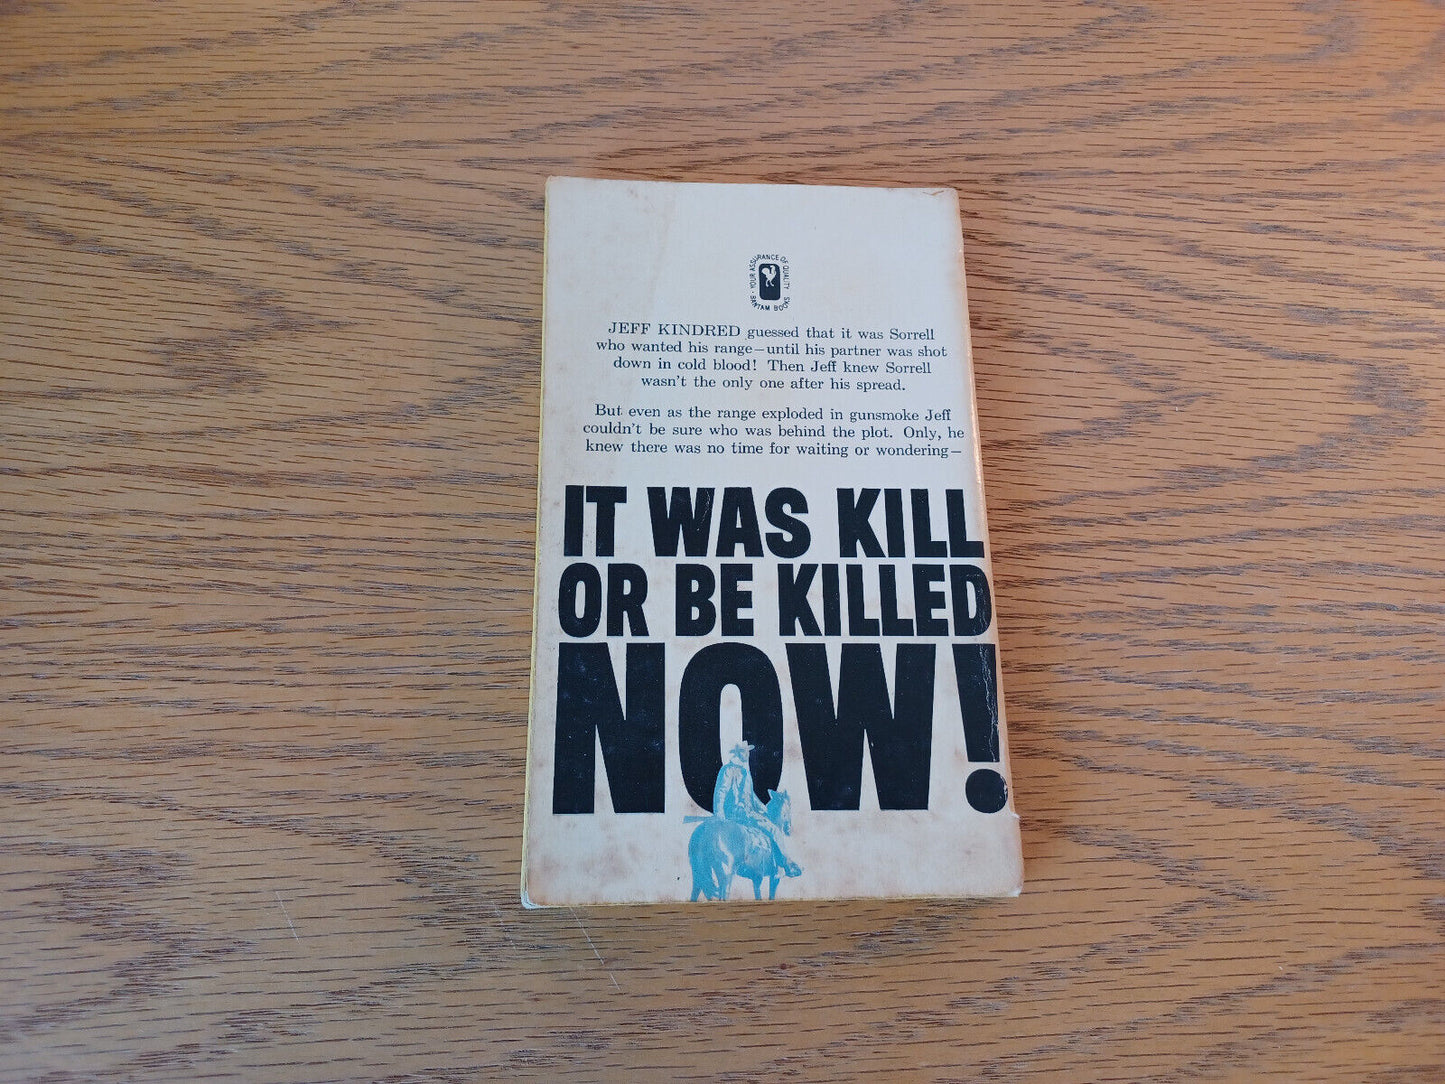 BANTAM BOOKS · YOUR ASSURANCE OF QUALITY ·
JEFF KINDRED guessed that it was Sorrell
who wanted his range—until his partner was shot
down in cold blood! Then Jeff knew Sorrell
wasn't the only one after his spread.
But even as the range exploded in gunsmoke Jeff
couldn't be sure who was behind the plot. Only, he
knew there was no time for waiting or wondering—
IT WAS KILL
OR BE KILLED
NOW!